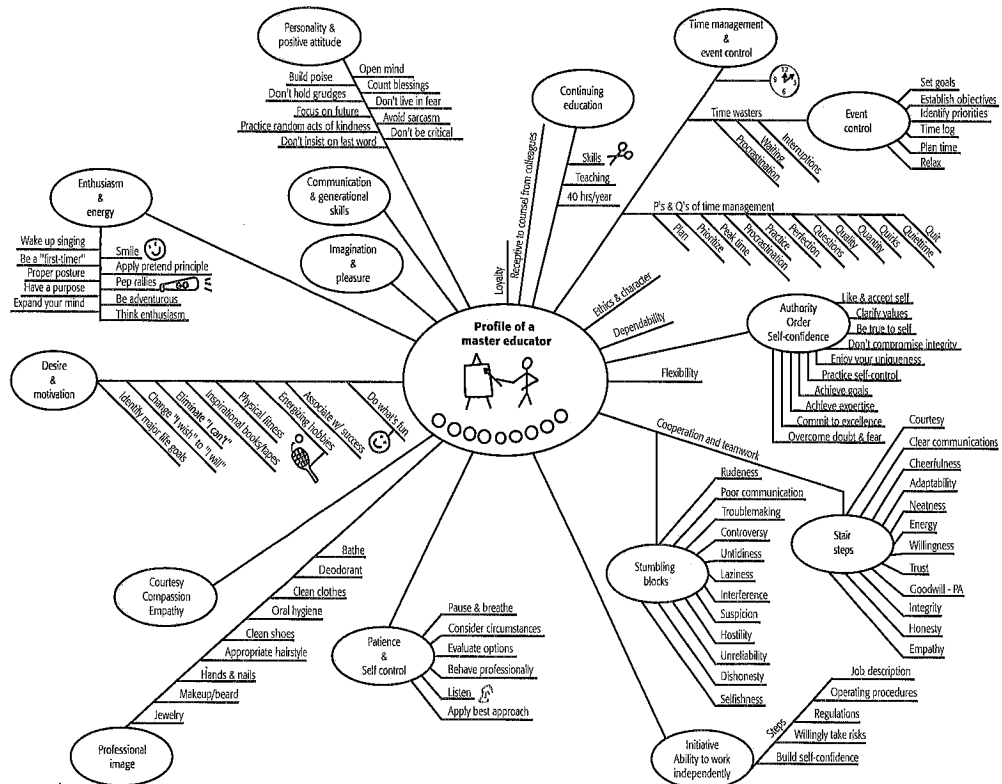 Personality &
positive attitude
Open mind
Build poise
Count blessings
Don't hold grudges
Don't live in fear
Focus on future
Avoid sarcasm
Practice random acts of kindness
Don't be critical
Don't insist on last word
Continuing
education
Receptive to counsel from colleagues
Skills
Teaching
40 hrs/year
Loyalty
Time management
&
event control
12
3
6
9
Time wasters
Interruptions
Waiting
Procrastination
Event
control
Set goals
Establish objectives
Identify priorities
Time log
Plan time
Relax
P's & Q's of time management
Plan
Prioritize
Peak time
Procrastination
Practice
Perfection
Questions
Quality
Quantity
Quirks
Quiettime
Quit
Communication
& generational
skills
Imagination
&
pleasure
Enthusiasm
&
energy
Wake up singing
Be a "first-timer"
Proper posture
Have a purpose
Expand your mind
Smile
Apply pretend principle
Pep rallies
Be adventurous
Think enthusiasm
Profile of a
master educator
Ethics & character
Dependability
Flexibility
Authority
Order
Self-confidence
Like & accept self
Clarify values
Be true to self
Don't compromise integrity
Enjoy your uniqueness
Practice self-control
Achieve goals
Achieve expertise
Commit to excellence
Overcome doubt & fear
Desire
&
motivation
Identify major life goals
Change "I wish" to "I will"
Eliminate "I can't"
Inspirational books/tapes
Physical fitness
Energizing hobbies
Associate w/ success
Do what's fun
Cooperation and teamwork
Stumbling
blocks
Rudeness
Poor communication
Troublemaking
Controversy
Untidiness
Laziness
Interference
Suspicion
Hostility
Unreliability
Dishonesty
Selfishness
Stair
steps
Courtesy
Clear communications
Cheerfulness
Adaptability
Neatness
Energy
Willingness
Trust
Goodwill - PA
Integrity
Honesty
Empathy
Courtesy
Compassion
Empathy
Professional
image
Bathe
Deodorant
Clean clothes
Oral hygiene
Clean shoes
Appropriate hairstyle
Hands & nails
Makeup/beard
Jewelry
Patience
&
Self control
Pause & breathe
Consider circumstances
Evaluate options
Behave professionally
Listen
Apply best approach
Initiative
Ability to work
independently
Steps
Job description
Operating procedures
Regulations
Willingly take risks
Build self-confidence